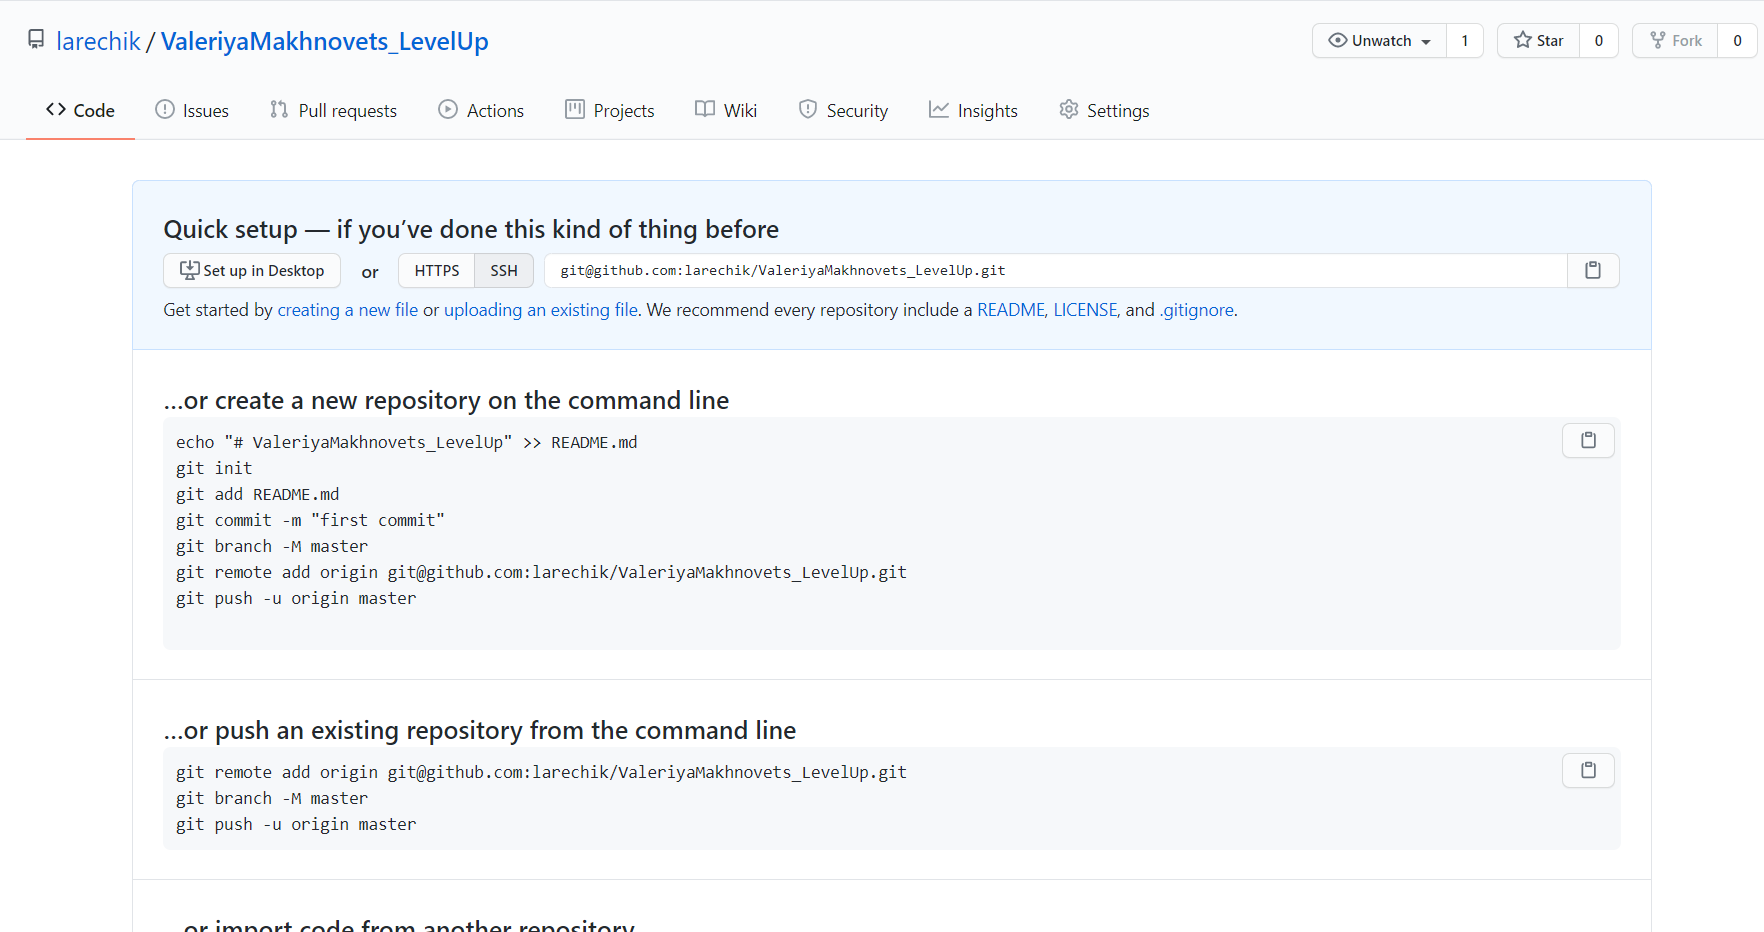 larechik / ValeriyaMakhnovets_LevelUp
Unwatch 1 Star 0 Fork 0
Code Issues Pull requests Actions Projects Wiki Security Insights Settings
Quick setup — if you’ve done this kind of thing before
Set up in Desktop or HTTPS SSH git@github.com:larechik/ValeriyaMakhnovets_LevelUp.git
Get started by creating a new file or uploading an existing file. We recommend every repository include a README, LICENSE, and .gitignore.
…or create a new repository on the command line
echo "# ValeriyaMakhnovets_LevelUp" >> README.md
git init
git add README.md
git commit -m "first commit"
git branch -M master
git remote add origin git@github.com:larechik/ValeriyaMakhnovets_LevelUp.git
git push -u origin master
…or push an existing repository from the command line
git remote add origin git@github.com:larechik/ValeriyaMakhnovets_LevelUp.git
git branch -M master
git push -u origin master
…or import code from another repository